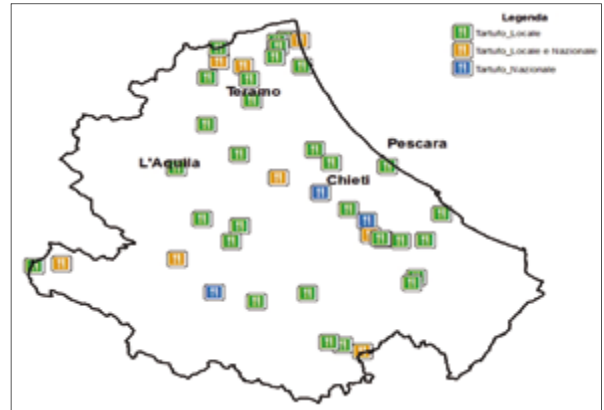 Legenda
Tartufo_Locale
Tartufo_Locale e Nazionale
Tartufo_Nazionale
Teramo
Pescara
L'Aquila
Chieti